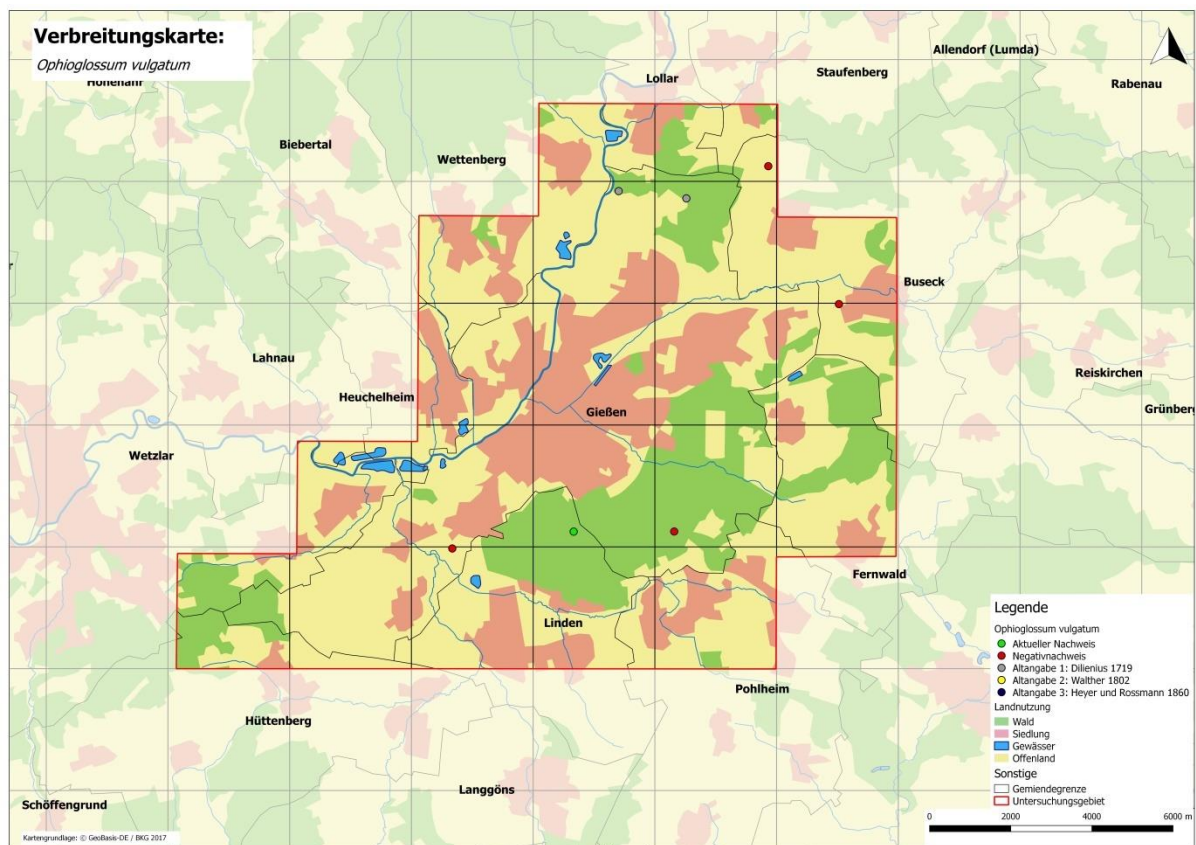 Verbreitungskarte:
Ophioglossum vulgatum
Hohenahr
Allendorf (Lumda)
Staufenberg
Lollar
Rabenau
Biebertal
Wettenberg
Buseck
Lahnau
Reiskirchen
Heuchelheim
Gießen
Grünberg
Wetzlar
Fernwald
Linden
Pohlheim
Hüttenberg
Langgöns
Schöffengrund
Legende
Ophioglossum vulgatum
Aktueller Nachweis
Negativnachweis
Altangabe 1: Dillenius 1719
Altangabe 2: Walther 1802
Altangabe 3: Heyer und Rossmann 1860
Landnutzung
Wald
Siedlung
Gewässer
Offenland
Sonstige
Gemiendegrenze
Untersuchungsgebiet
0 2000 4000 6000 m
Kartengrundlage: © GeoBasis-DE / BKG 2017